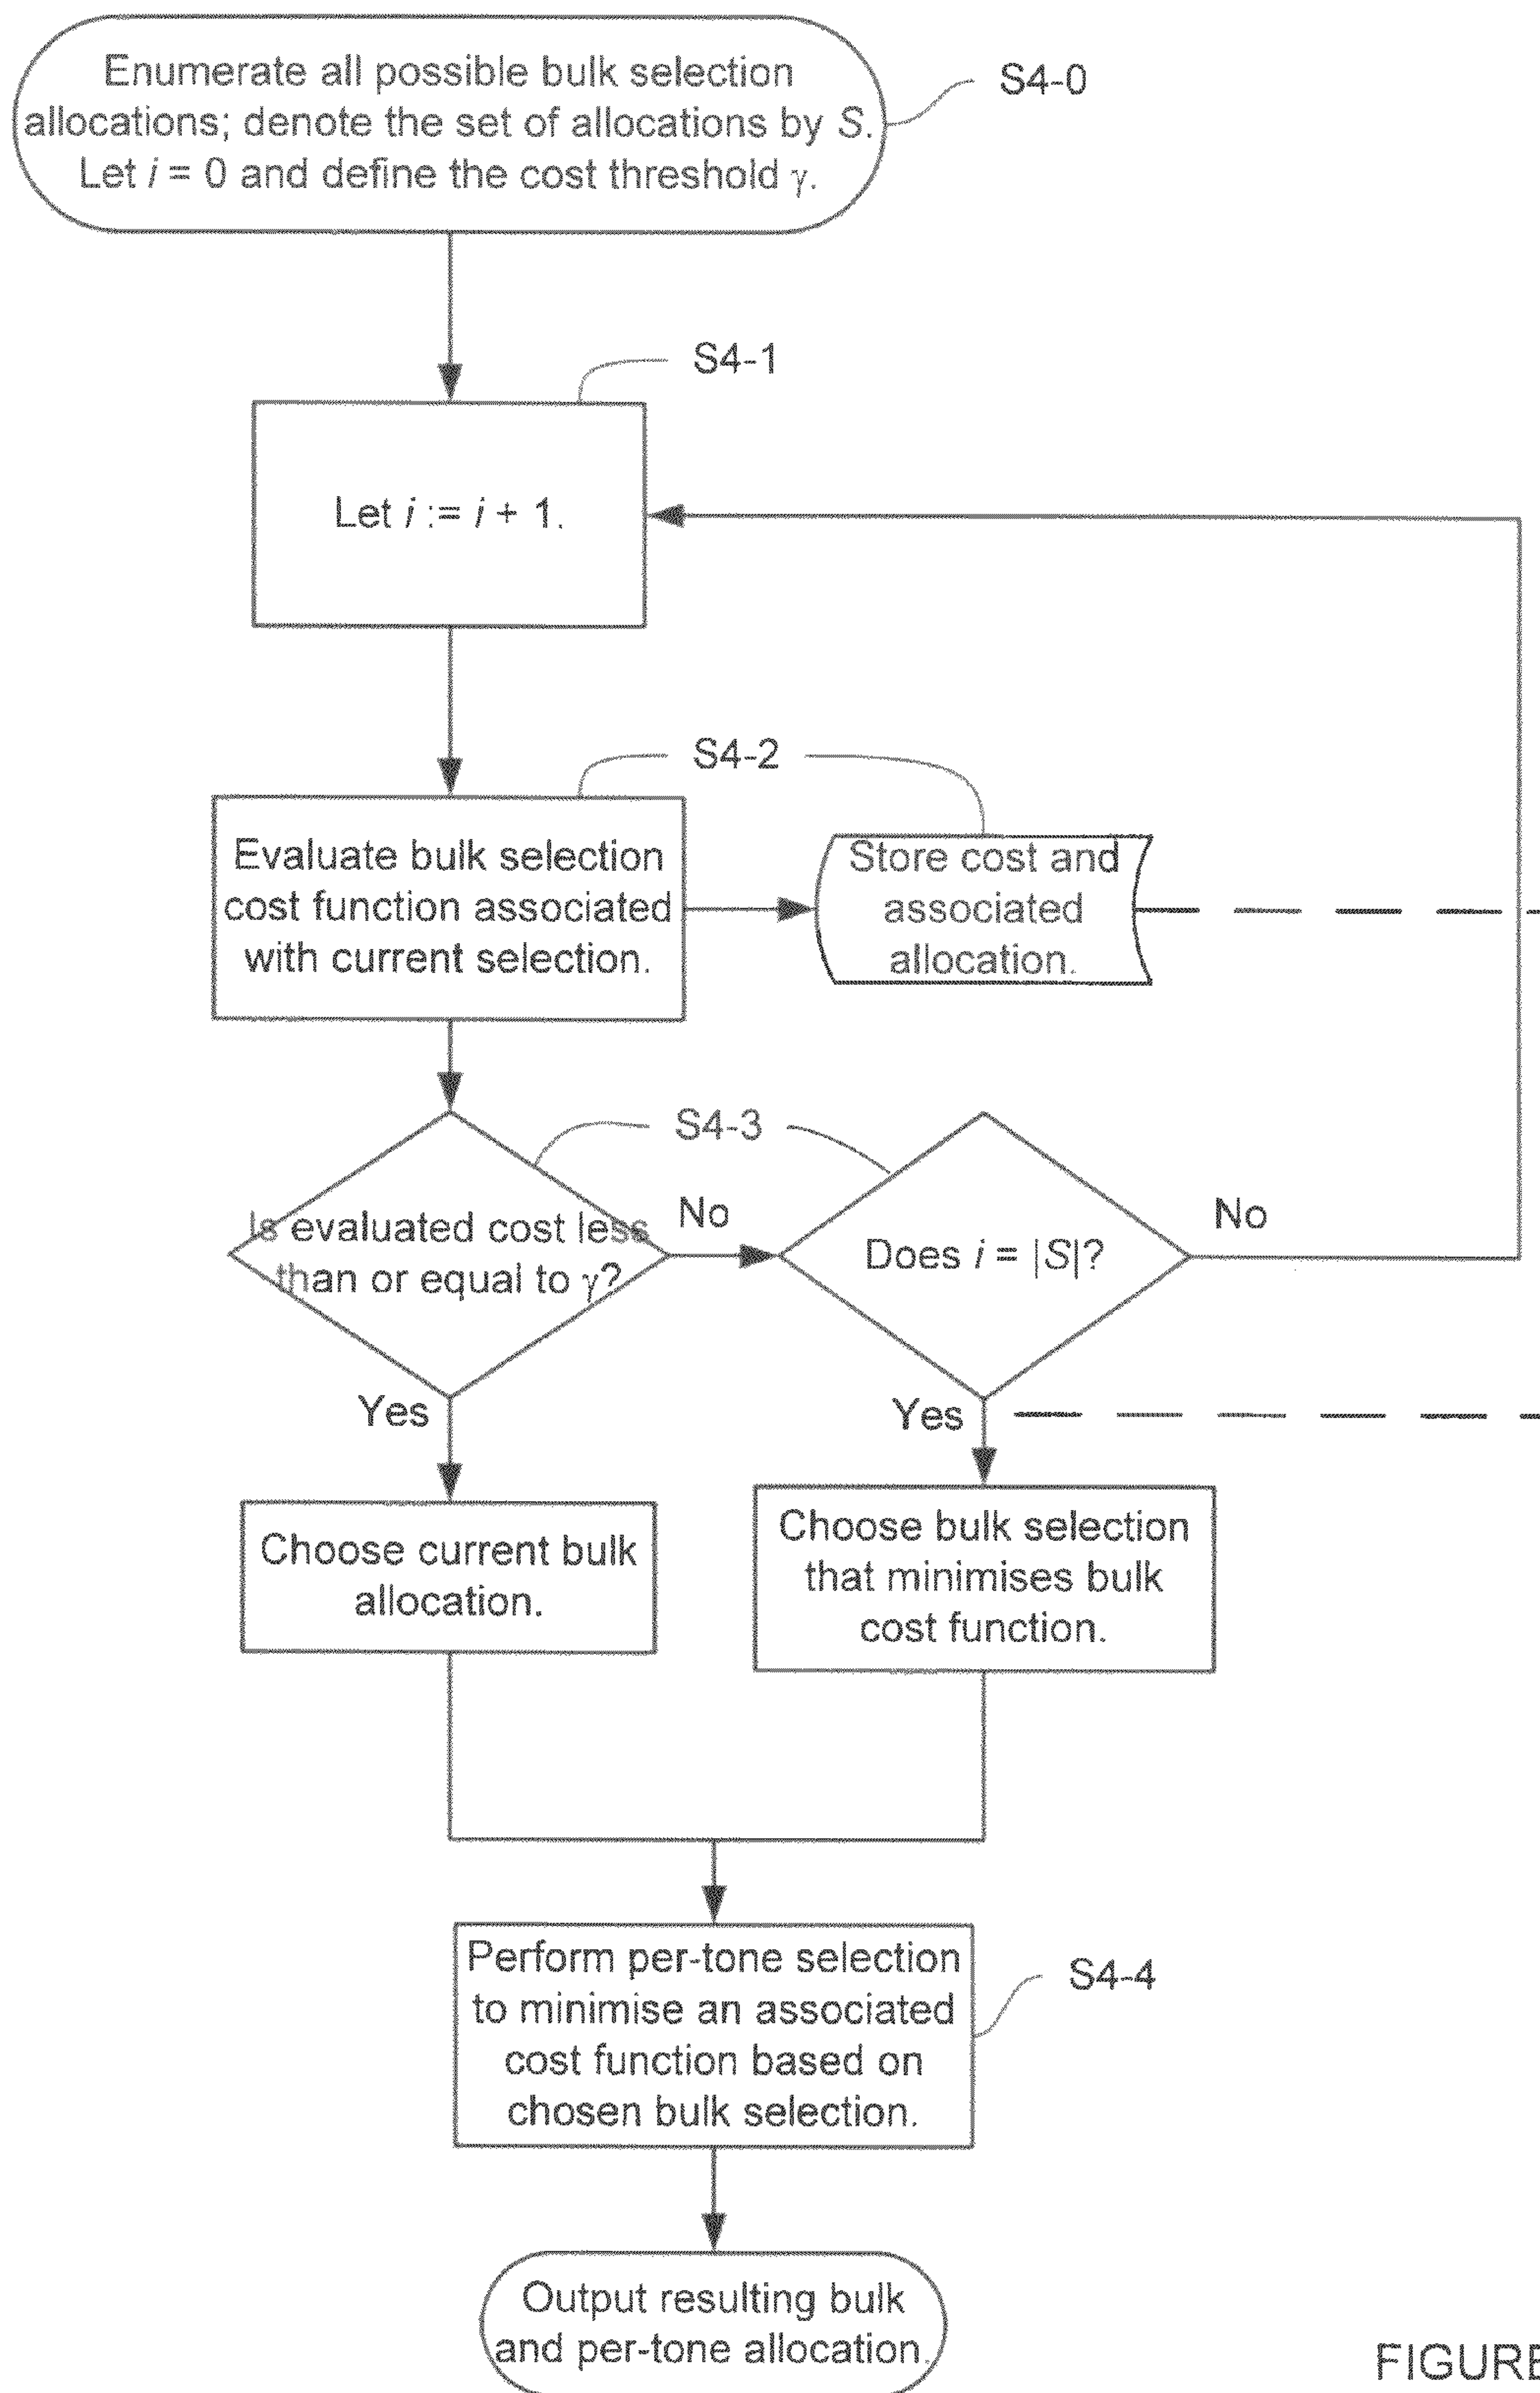 Enumerate all possible bulk selection
allocations; denote the set of allocations by S.
Let i = 0 and define the cost threshold γ.
S4-0
S4-1
Let i := i + 1.
S4-2
Evaluate bulk selection
cost function associated
with current selection.
Store cost and
associated
allocation.
S4-3
Is evaluated cost less
than or equal to γ?
No
Does i = |S|?
No
Yes
Yes
Choose current bulk
allocation.
Choose bulk selection
that minimises bulk
cost function.
Perform per-tone selection
to minimise an associated
cost function based on
chosen bulk selection.
S4-4
Output resulting bulk
and per-tone allocation.
FIGURE